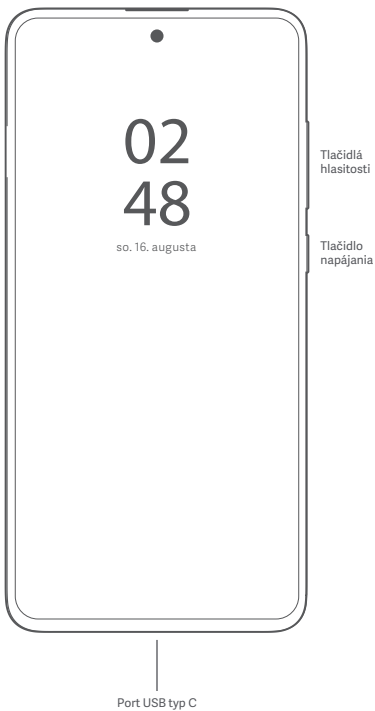 02
48
so. 16. augusta
Tlačidlá
hlasitosti
Tlačidlo
napájania
Port USB typ C